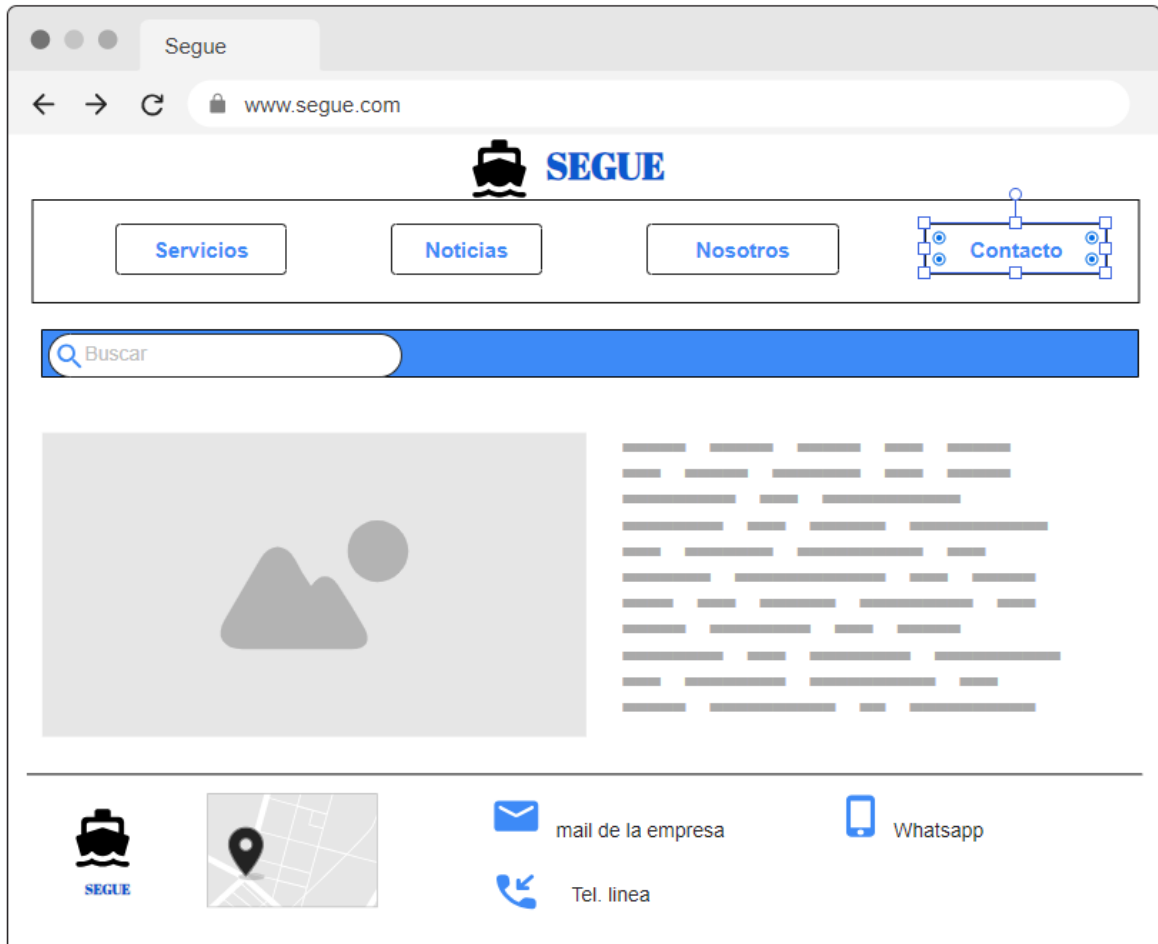 Segue
www.segue.com
SEGUE
Servicios
Noticias
Nosotros
Contacto
Buscar
mail de la empresa
Whatsapp
SEGUE
Tel. linea